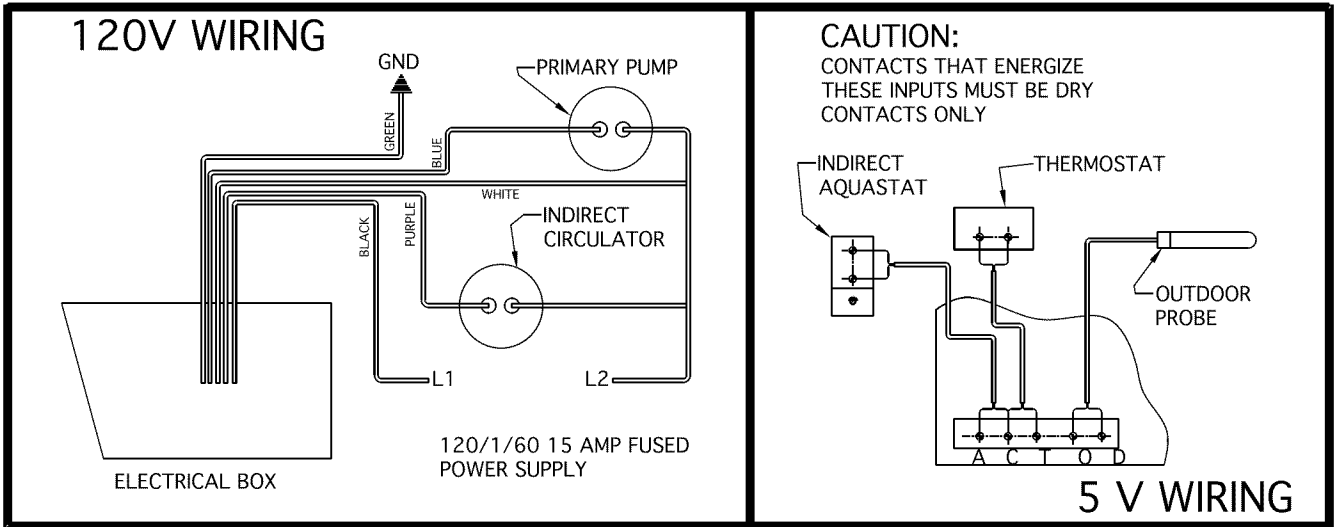 120V WIRING
GND
PRIMARY PUMP
GREEN
BLUE
WHITE
BLACK
PURPLE
INDIRECT
CIRCULATOR
L1
L2
120/1/60 15 AMP FUSED
POWER SUPPLY
ELECTRICAL BOX
CAUTION:
CONTACTS THAT ENERGIZE
THESE INPUTS MUST BE DRY
CONTACTS ONLY
INDIRECT
AQUASTAT
THERMOSTAT
OUTDOOR
PROBE
A C T O D
5 V WIRING